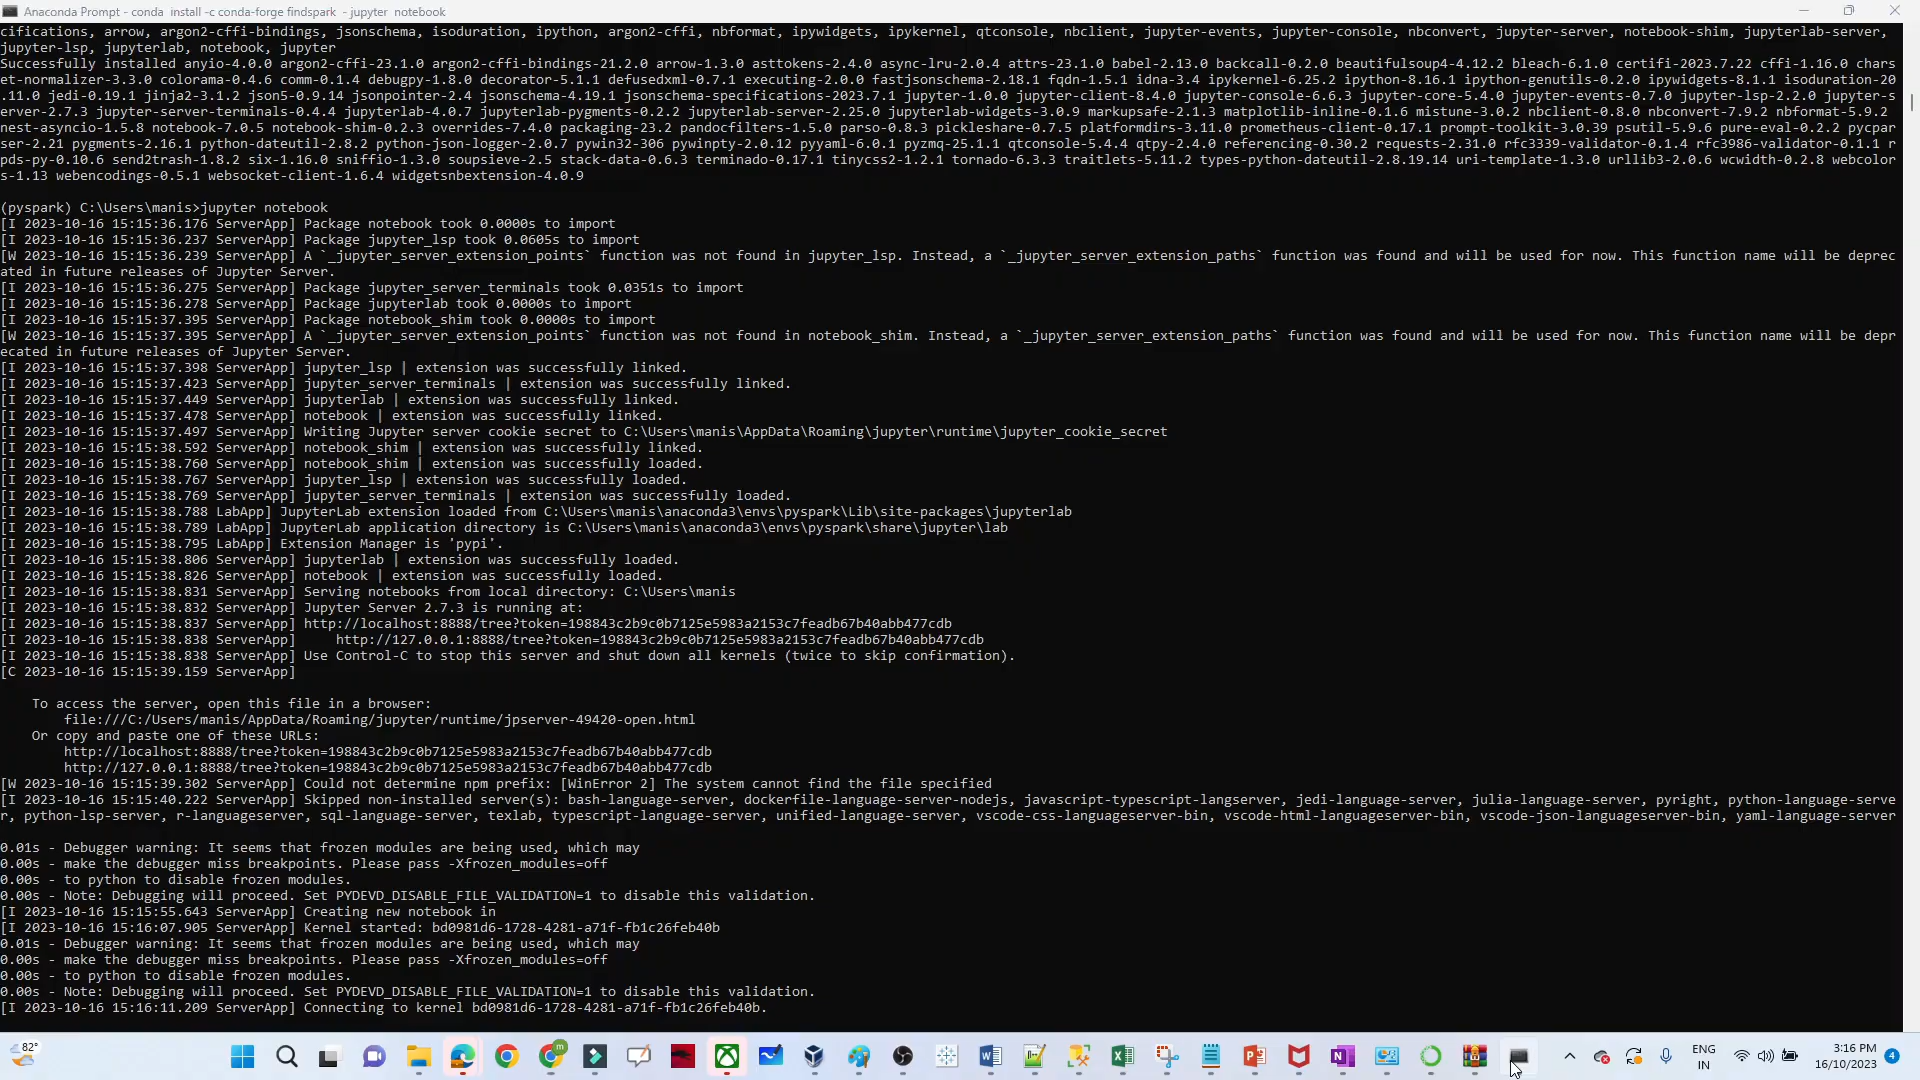 Anaconda Prompt - conda  install -c conda-forge findspark - jupyter  notebook
cifications, arrow, argon2-cffi-bindings, jsonschema, isoduration, ipython, argon2-cffi, nbformat, ipywidgets, ipykernel, qtconsole, nbclient, jupyter-events, jupyter-console, nbconvert, jupyter-server, notebook-shim, jupyterlab-server,
jupyter-lsp, jupyterlab, notebook, jupyter
Successfully installed anyio-4.0.0 argon2-cffi-23.1.0 argon2-cffi-bindings-21.2.0 arrow-1.3.0 asttokens-2.4.0 async-lru-2.0.4 attrs-23.1.0 babel-2.13.0 backcall-0.2.0 beautifulsoup4-4.12.2 bleach-6.1.0 certifi-2023.7.22 cffi-1.16.0 chars
et-normalizer-3.3.0 colorama-0.4.6 comm-0.1.4 debugpy-1.8.0 decorator-5.1.1 defusedxml-0.7.1 executing-2.0.0 fastjsonschema-2.18.1 fqdn-1.5.1 idna-3.4 ipykernel-6.25.2 ipython-8.16.1 ipython-genutils-0.2.0 ipywidgets-8.1.1 isoduration-20
.11.0 jedi-0.19.1 jinja2-3.1.2 json5-0.9.14 jsonpointer-2.4 jsonschema-4.19.1 jsonschema-specifications-2023.7.1 jupyter-1.0.0 jupyter-client-8.4.0 jupyter-console-6.6.3 jupyter-core-5.4.0 jupyter-events-0.7.0 jupyter-lsp-2.2.0 jupyter-s
erver-2.7.3 jupyter-server-terminals-0.4.4 jupyterlab-4.0.7 jupyterlab-pygments-0.2.2 jupyterlab-server-2.25.0 jupyterlab-widgets-3.0.9 markupsafe-2.1.3 matplotlib-inline-0.1.6 mistune-3.0.2 nbclient-0.8.0 nbconvert-7.9.2 nbformat-5.9.2
nest-asyncio-1.5.8 notebook-7.0.5 notebook-shim-0.2.3 overrides-7.4.0 packaging-23.2 pandocfilters-1.5.0 parso-0.8.3 pickleshare-0.7.5 platformdirs-3.11.0 prometheus-client-0.17.1 prompt-toolkit-3.0.39 psutil-5.9.6 pure-eval-0.2.2 pycpar
ser-2.21 pygments-2.16.1 python-dateutil-2.8.2 python-json-logger-2.0.7 pywin32-306 pywinpty-2.0.12 pyyaml-6.0.1 pyzmq-25.1.1 qtconsole-5.4.4 qtpy-2.4.0 referencing-0.30.2 requests-2.31.0 rfc3339-validator-0.1.4 rfc3986-validator-0.1.1 r
pds-py-0.10.6 send2trash-1.8.2 six-1.16.0 sniffio-1.3.0 soupsieve-2.5 stack-data-0.6.3 terminado-0.17.1 tinycss2-1.2.1 tornado-6.3.3 traitlets-5.11.2 types-python-dateutil-2.8.19.14 uri-template-1.3.0 urllib3-2.0.6 wcwidth-0.2.8 webcolor
s-1.13 webencodings-0.5.1 websocket-client-1.6.4 widgetsnbextension-4.0.9
(pyspark) C:\Users\manis>jupyter notebook
[I 2023-10-16 15:15:36.176 ServerApp] Package notebook took 0.0000s to import
[I 2023-10-16 15:15:36.237 ServerApp] Package jupyter_lsp took 0.0605s to import
[W 2023-10-16 15:15:36.239 ServerApp] A `_jupyter_server_extension_points` function was not found in jupyter_lsp. Instead, a `_jupyter_server_extension_paths` function was found and will be used for now. This function name will be deprec
ated in future releases of Jupyter Server.
[I 2023-10-16 15:15:36.275 ServerApp] Package jupyter_server_terminals took 0.0351s to import
[I 2023-10-16 15:15:36.278 ServerApp] Package jupyterlab took 0.0000s to import
[I 2023-10-16 15:15:37.395 ServerApp] Package notebook_shim took 0.0000s to import
[W 2023-10-16 15:15:37.395 ServerApp] A `_jupyter_server_extension_points` function was not found in notebook_shim. Instead, a `_jupyter_server_extension_paths` function was found and will be used for now. This function name will be depr
ecated in future releases of Jupyter Server.
[I 2023-10-16 15:15:37.398 ServerApp] jupyter_lsp | extension was successfully linked.
[I 2023-10-16 15:15:37.423 ServerApp] jupyter_server_terminals | extension was successfully linked.
[I 2023-10-16 15:15:37.449 ServerApp] jupyterlab | extension was successfully linked.
[I 2023-10-16 15:15:37.478 ServerApp] notebook | extension was successfully linked.
[I 2023-10-16 15:15:37.497 ServerApp] Writing Jupyter server cookie secret to C:\Users\manis\AppData\Roaming\jupyter\runtime\jupyter_cookie_secret
[I 2023-10-16 15:15:38.592 ServerApp] notebook_shim | extension was successfully linked.
[I 2023-10-16 15:15:38.760 ServerApp] notebook_shim | extension was successfully loaded.
[I 2023-10-16 15:15:38.767 ServerApp] jupyter_lsp | extension was successfully loaded.
[I 2023-10-16 15:15:38.769 ServerApp] jupyter_server_terminals | extension was successfully loaded.
[I 2023-10-16 15:15:38.788 LabApp] JupyterLab extension loaded from C:\Users\manis\anaconda3\envs\pyspark\Lib\site-packages\jupyterlab
[I 2023-10-16 15:15:38.789 LabApp] JupyterLab application directory is C:\Users\manis\anaconda3\envs\pyspark\share\jupyter\lab
[I 2023-10-16 15:15:38.795 LabApp] Extension Manager is 'pypi'.
[I 2023-10-16 15:15:38.806 ServerApp] jupyterlab | extension was successfully loaded.
[I 2023-10-16 15:15:38.826 ServerApp] notebook | extension was successfully loaded.
[I 2023-10-16 15:15:38.831 ServerApp] Serving notebooks from local directory: C:\Users\manis
[I 2023-10-16 15:15:38.832 ServerApp] Jupyter Server 2.7.3 is running at:
[I 2023-10-16 15:15:38.837 ServerApp] http://localhost:8888/tree?token=198843c2b9c0b7125e5983a2153c7feadb67b40abb477cdb
[I 2023-10-16 15:15:38.838 ServerApp]     http://127.0.0.1:8888/tree?token=198843c2b9c0b7125e5983a2153c7feadb67b40abb477cdb
[I 2023-10-16 15:15:38.838 ServerApp] Use Control-C to stop this server and shut down all kernels (twice to skip confirmation).
[C 2023-10-16 15:15:39.159 ServerApp]
To access the server, open this file in a browser:
file:///C:/Users/manis/AppData/Roaming/jupyter/runtime/jpserver-49420-open.html
Or copy and paste one of these URLs:
http://localhost:8888/tree?token=198843c2b9c0b7125e5983a2153c7feadb67b40abb477cdb
http://127.0.0.1:8888/tree?token=198843c2b9c0b7125e5983a2153c7feadb67b40abb477cdb
[W 2023-10-16 15:15:39.302 ServerApp] Could not determine npm prefix: [WinError 2] The system cannot find the file specified
[I 2023-10-16 15:15:40.222 ServerApp] Skipped non-installed server(s): bash-language-server, dockerfile-language-server-nodejs, javascript-typescript-langserver, jedi-language-server, julia-language-server, pyright, python-language-serve
r, python-lsp-server, r-languageserver, sql-language-server, texlab, typescript-language-server, unified-language-server, vscode-css-languageserver-bin, vscode-html-languageserver-bin, vscode-json-languageserver-bin, yaml-language-server
0.01s - Debugger warning: It seems that frozen modules are being used, which may
0.00s - make the debugger miss breakpoints. Please pass -Xfrozen_modules=off
0.00s - to python to disable frozen modules.
0.00s - Note: Debugging will proceed. Set PYDEVD_DISABLE_FILE_VALIDATION=1 to disable this validation.
[I 2023-10-16 15:15:55.643 ServerApp] Creating new notebook in
[I 2023-10-16 15:16:07.905 ServerApp] Kernel started: bd0981d6-1728-4281-a71f-fb1c26feb40b
0.01s - Debugger warning: It seems that frozen modules are being used, which may
0.00s - make the debugger miss breakpoints. Please pass -Xfrozen_modules=off
0.00s - to python to disable frozen modules.
0.00s - Note: Debugging will proceed. Set PYDEVD_DISABLE_FILE_VALIDATION=1 to disable this validation.
[I 2023-10-16 15:16:11.209 ServerApp] Connecting to kernel bd0981d6-1728-4281-a71f-fb1c26feb40b.
82°
ENG
IN
3:16 PM
16/10/2023
4